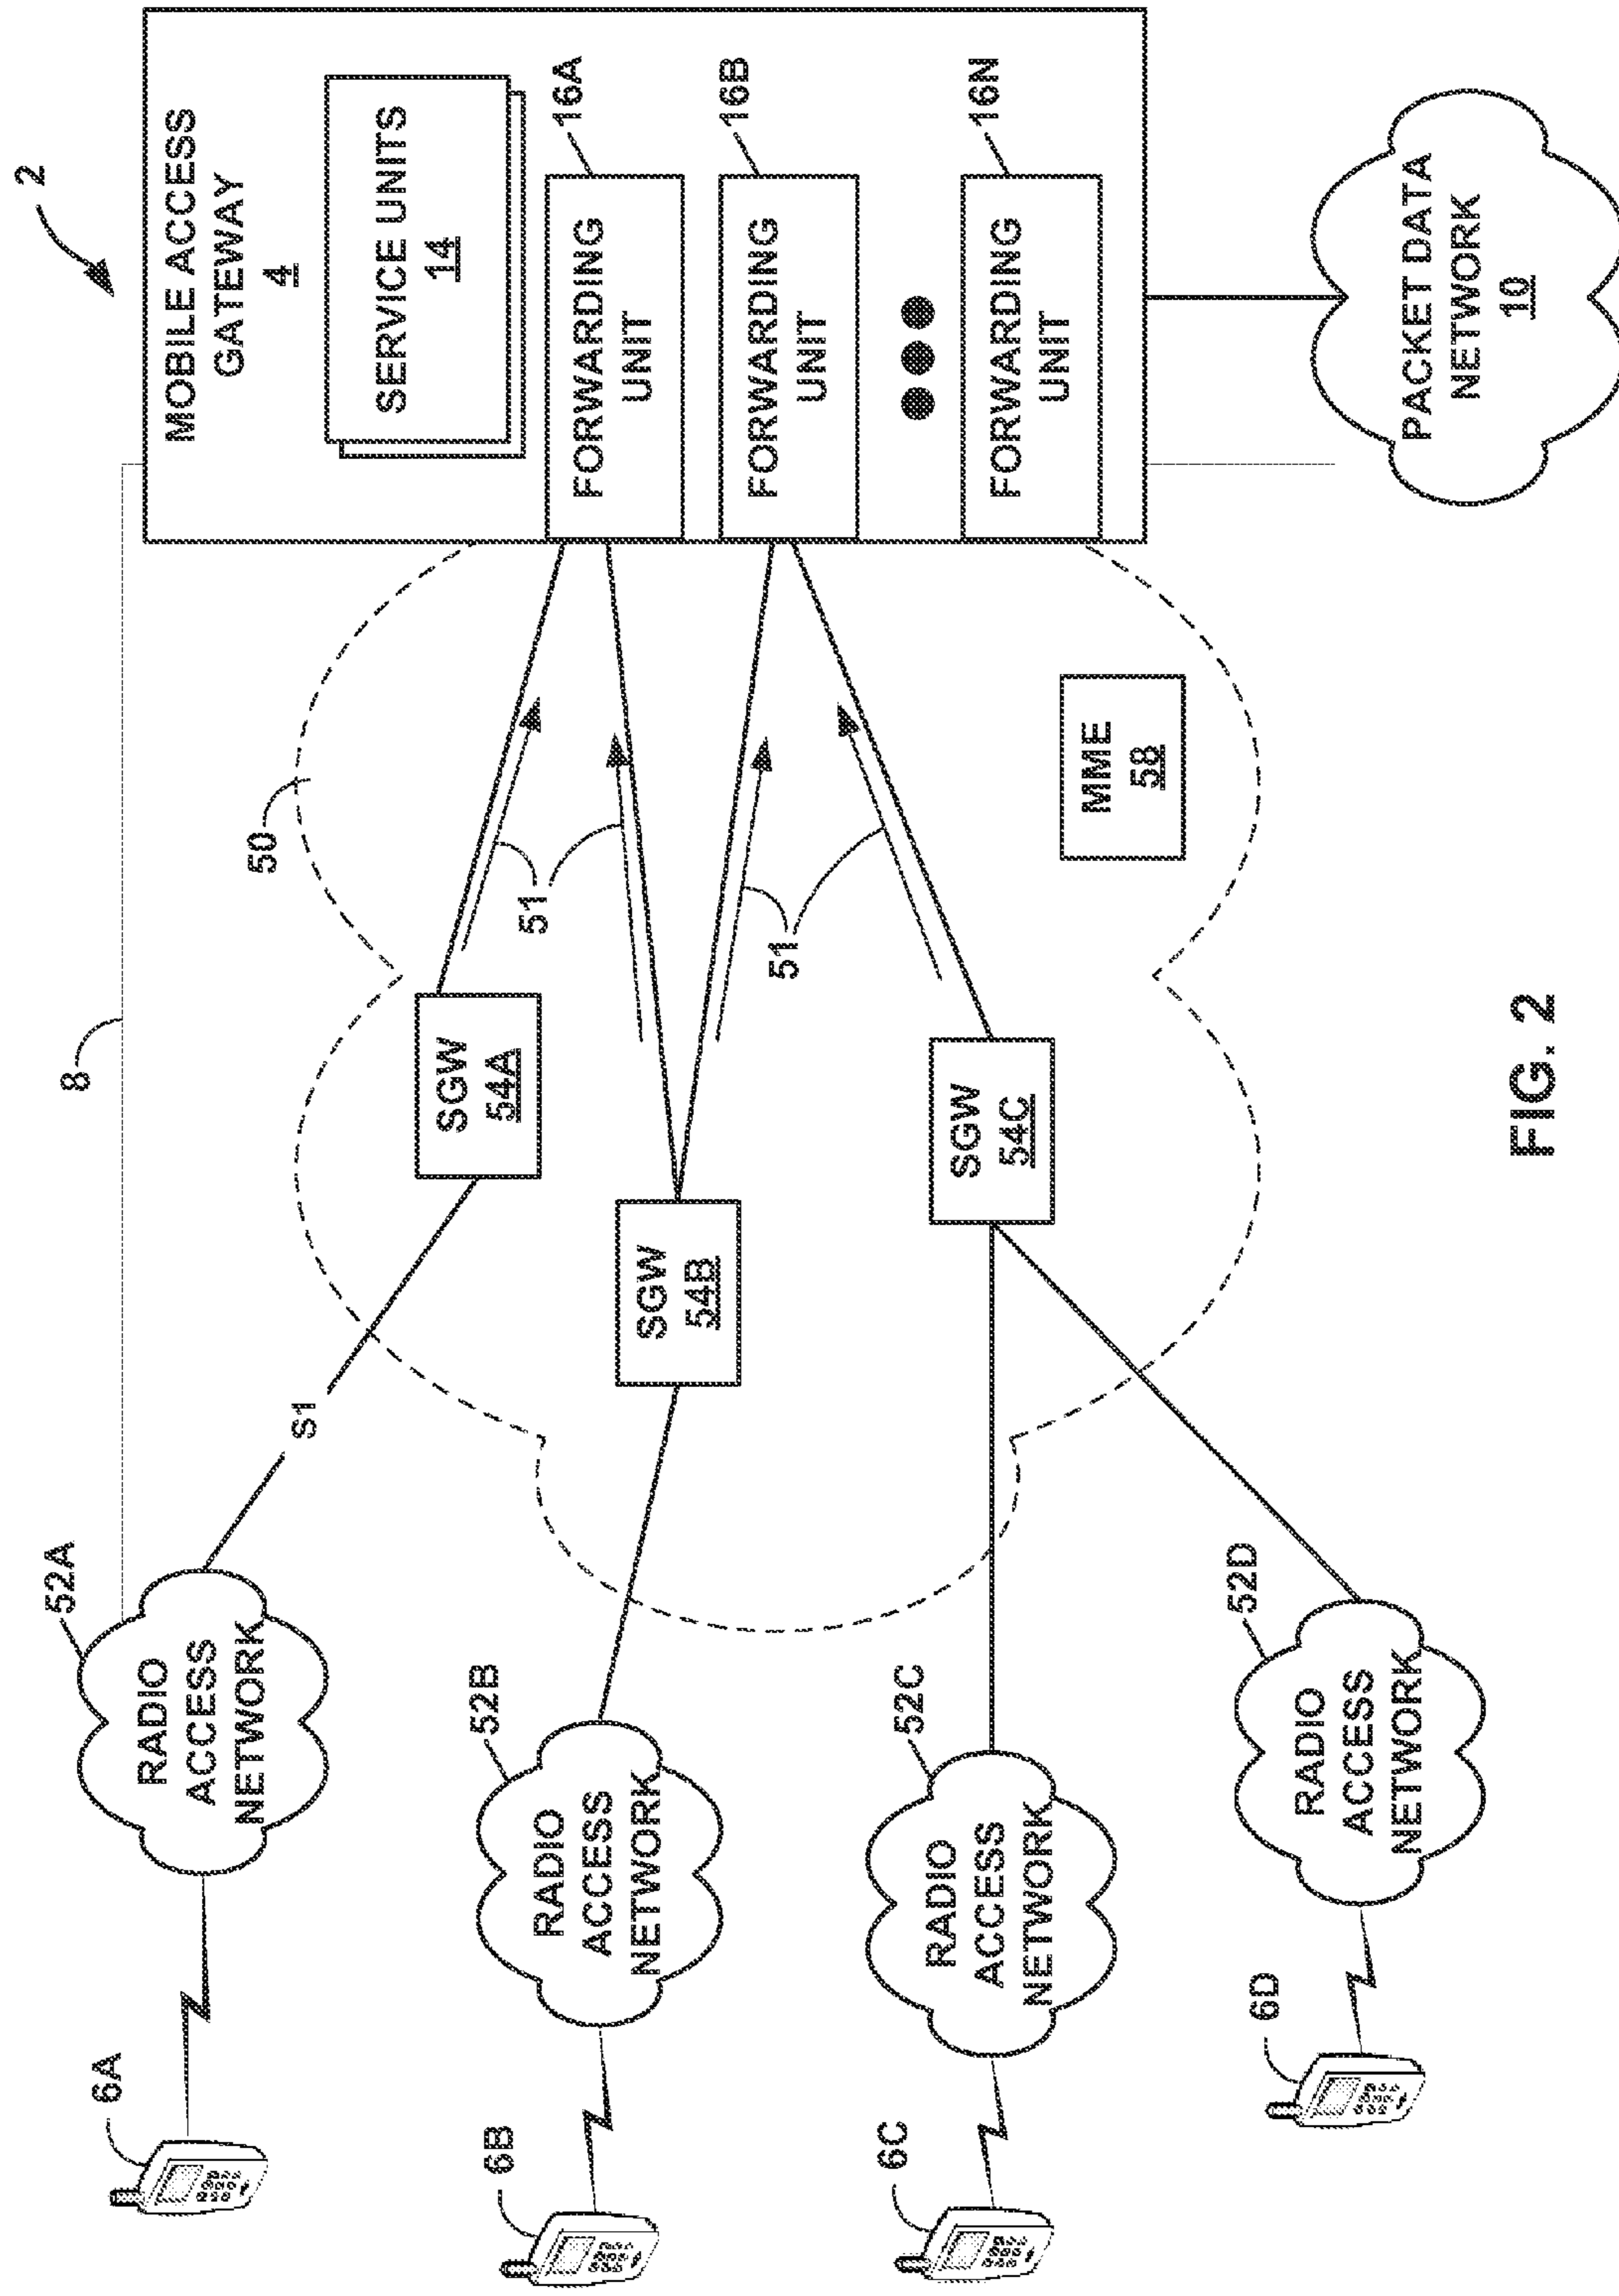 2
MOBILE ACCESS
GATEWAY
4
SERVICE UNITS
14
FORWARDING
UNIT
16A
FORWARDING
UNIT
16B
FORWARDING
UNIT
16N
PACKET DATA
NETWORK
10
8
50
51
51
MME
58
SGW
54A
SGW
54B
SGW
54C
S1
52A
RADIO
ACCESS
NETWORK
52B
RADIO
ACCESS
NETWORK
52C
RADIO
ACCESS
NETWORK
52D
RADIO
ACCESS
NETWORK
6A
6B
6C
6D
FIG. 2